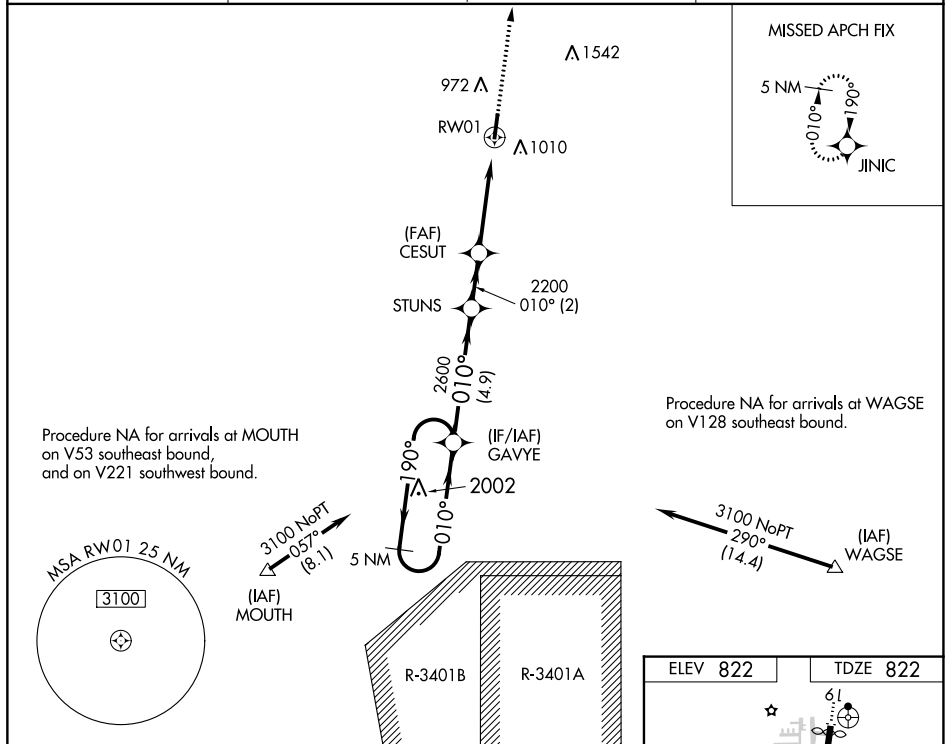 MISSED APCH FIX
5 NM
010°
190°
JINIC
1542
972
RW01
1010
(FAF)
CESUT
2200
010° (2)
STUNS
2600
010°
(4.9)
Procedure NA for arrivals at WAGSE
on V128 southeast bound.
Procedure NA for arrivals at MOUTH
on V53 southeast bound,
and on V221 southwest bound.
(IF/IAF)
GAVYE
190°
2002
010°
5 NM
3100 NoPT
057°
(8.1)
(IAF)
MOUTH
3100 NoPT
290°
(14.4)
(IAF)
WAGSE
MSA RW01 25 NM
3100
R-3401B
R-3401A
ELEV 822
TDZE 822
19